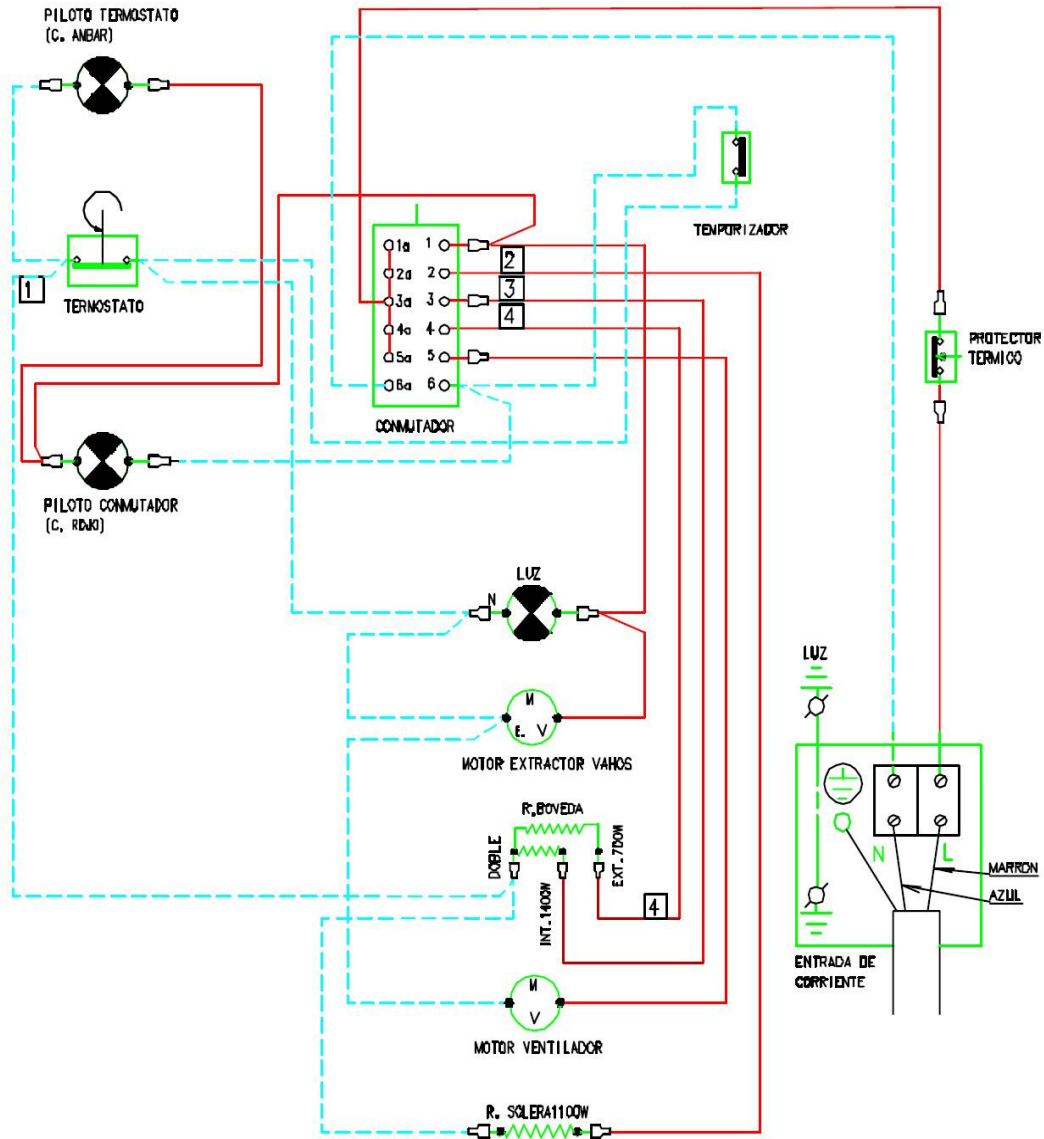 PILOTO TERMOSTATO
(C. AMBAR)
TERMOSTATO
1
PILOTO CONMUTADOR
(C. ROJO)
1a 1
2a 2
3a 3
4a 4
5a 5
6a 6
2
3
4
CONMUTADOR
TEMPORIZADOR
PROTECTOR
TERMICO
LUZ
N
M
E. V
MOTOR EXTRACTOR VAHOS
R.BOVEDA
DOBLE
INT.1400W
EXT.700W
4
M
V
MOTOR VENTILADOR
R. SOLERA1100W
LUZ
N L
MARRON
AZUL
ENTRADA DE
CORRIENTE